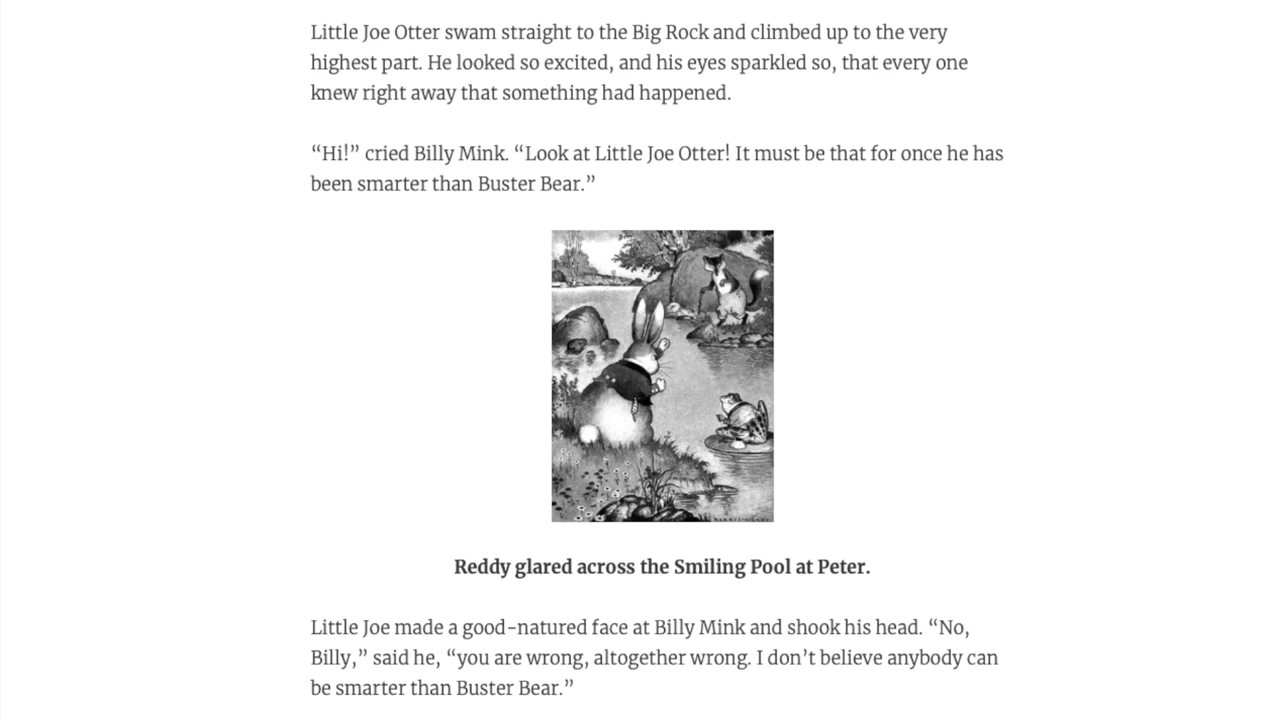 Little Joe Otter swam straight to the Big Rock and climbed up to the very
highest part. He looked so excited, and his eyes sparkled so, that every one
knew right away that something had happened.
“Hi!” cried Billy Mink. “Look at Little Joe Otter! It must be that for once he has
been smarter than Buster Bear.”
Reddy glared across the Smiling Pool at Peter.
Little Joe made a good-natured face at Billy Mink and shook his head. “No,
Billy,” said he, “you are wrong, altogether wrong. I don’t believe anybody can
be smarter than Buster Bear.”